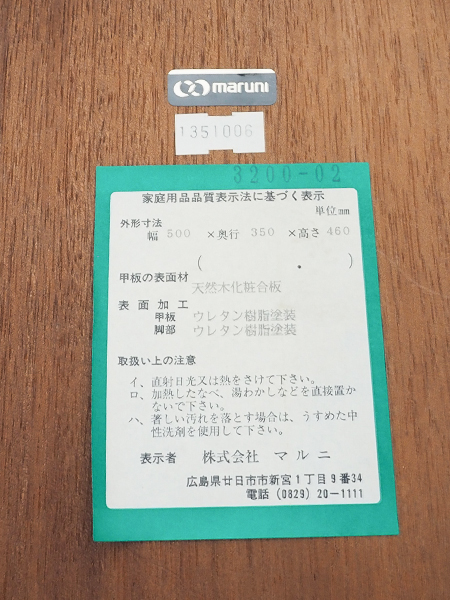 maruni
1351006
3200-02
家庭用品品質表示法に基づく表示
単位mm
外形寸法
幅 500 ×奥行 350 ×高さ 460
( . )
甲板の表面材
天然木化粧合板
表面加工
甲板 ウレタン樹脂塗装
脚部 ウレタン樹脂塗装
取扱い上の注意
イ、直射日光又は熱をさけて下さい。
ロ、加熱したなべ、湯わかしなどを直接置か
ないで下さい。
ハ、著しい汚れを落とす場合は、うすめた中
性洗剤を使用して下さい。
表示者 株式会社 マルニ
広島県廿日市市新宮1丁目9番34
電話 (0829) 20-1111